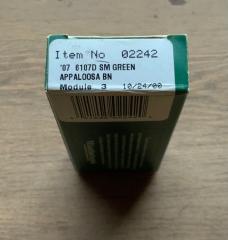 Item No 02242
'07 6107D SM GREEN
APPALOOSA BN
Module 3 10/24/00